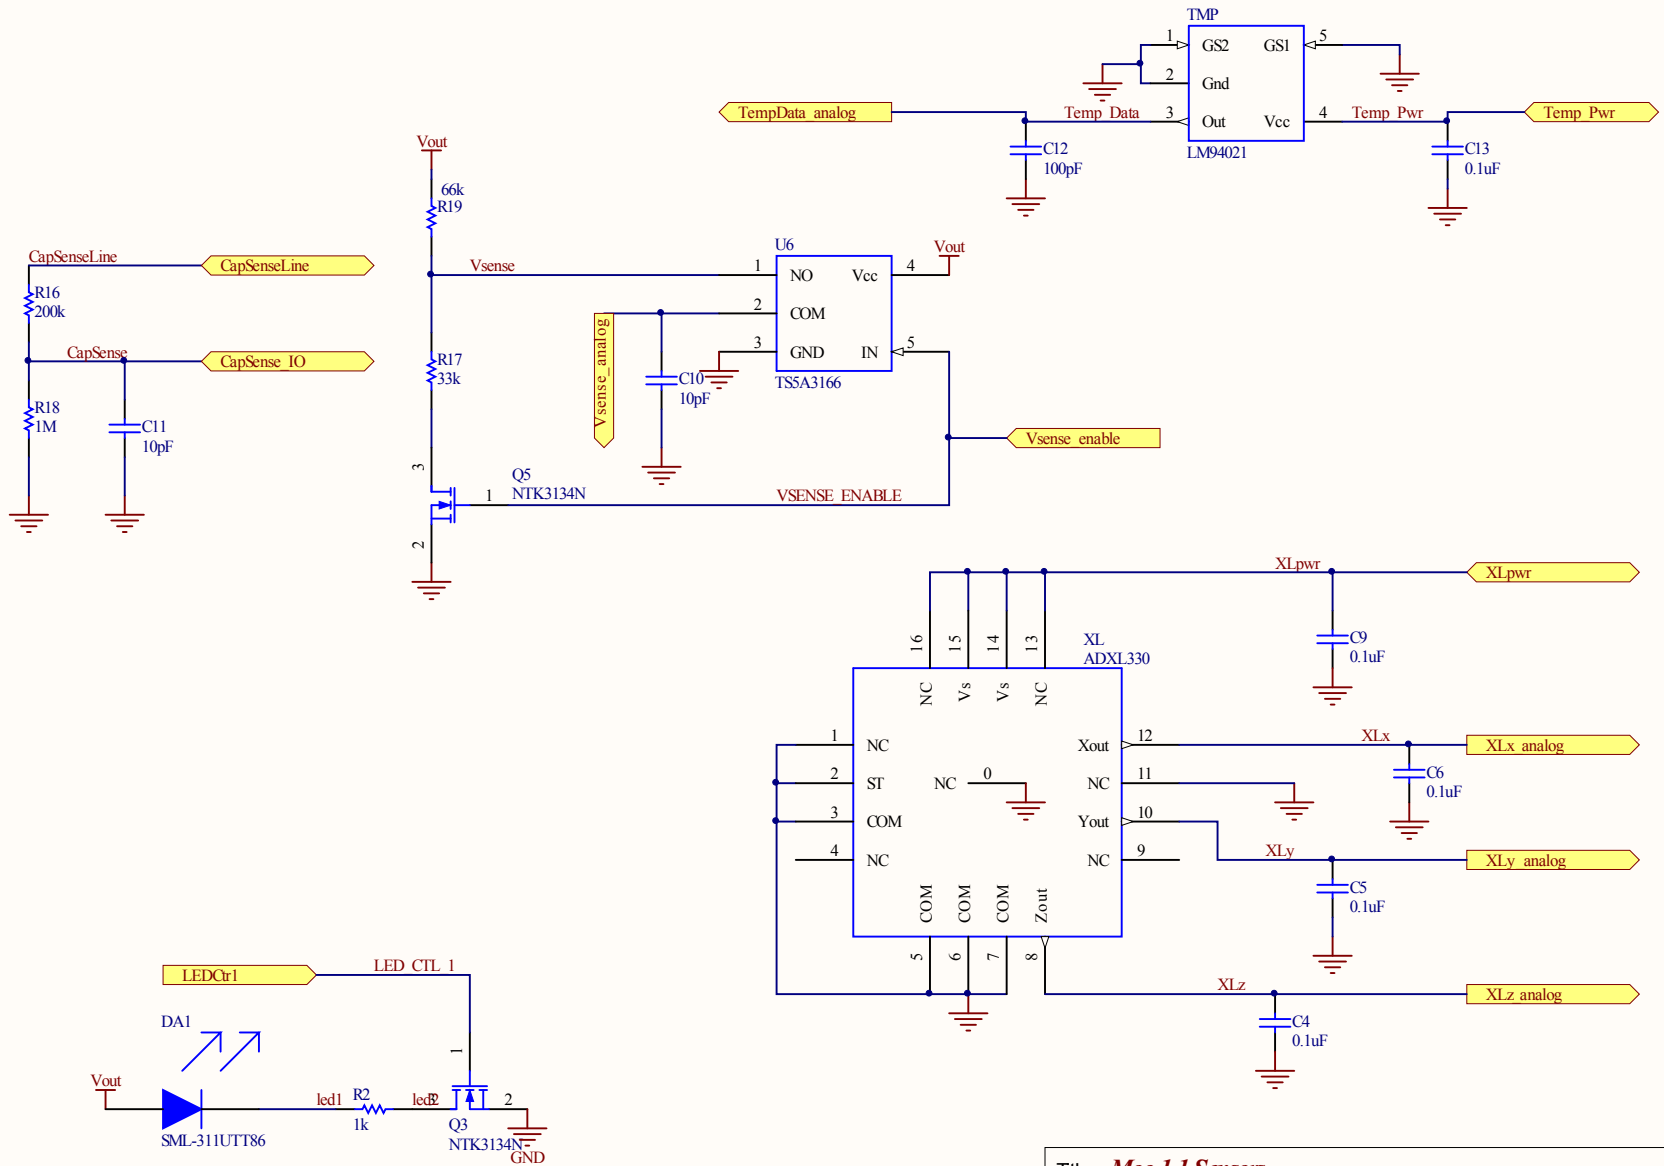 TMP
1 GS2 GS1 5
2 Gnd
TempData_analog Temp_Data 3 Out Vcc 4 Temp_Pwr Temp_Pwr
LM94021
C12
100pF
C13
0.1uF
Vout
66k
R19
CapSenseLine CapSenseLine
R16
200k
CapSense CapSense_IO
R18
1M
C11
10pF
Vsense
U6
1 NO Vcc 4 Vout
2 COM
3 GND IN 5
TS5A3166
Vsense_analog
C10
10pF
R17
33k
Vsense_enable
3
Q5
NTK3134N
1
VSENSE_ENABLE
2
XLpwr XLpwr
C9
0.1uF
XL
ADXL330
16 15 14 13
NC Vs Vs NC
1 NC Xout 12 XLx XLx_analog
2 ST NC 0 NC 11
C6
0.1uF
3 COM Yout 10
4 NC NC 9 XLy XLy_analog
C5
0.1uF
COM COM COM Zout
5 6 7 8
XLz XLz analog
C4
0.1uF
LEDCtr1 LED_CTL_1
DA1
1
Vout
led1 R2 led2 3 2
1k
SML-311UTT86
Q3
NTK3134N
GND